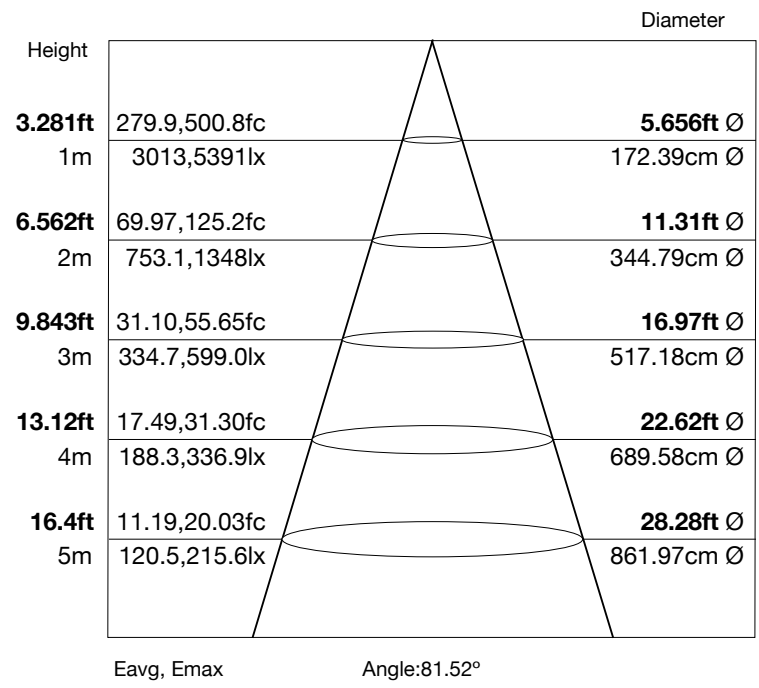 Diameter
Height
3.281ft 279.9,500.8fc 5.656ft Ø
1m 3013,5391lx 172.39cm Ø
6.562ft 69.97,125.2fc 11.31ft Ø
2m 753.1,1348lx 344.79cm Ø
9.843ft 31.10,55.65fc 16.97ft Ø
3m 334.7,599.0lx 517.18cm Ø
13.12ft 17.49,31.30fc 22.62ft Ø
4m 188.3,336.9lx 689.58cm Ø
16.4ft 11.19,20.03fc 28.28ft Ø
5m 120.5,215.6lx 861.97cm Ø
Eavg, Emax Angle:81.52º